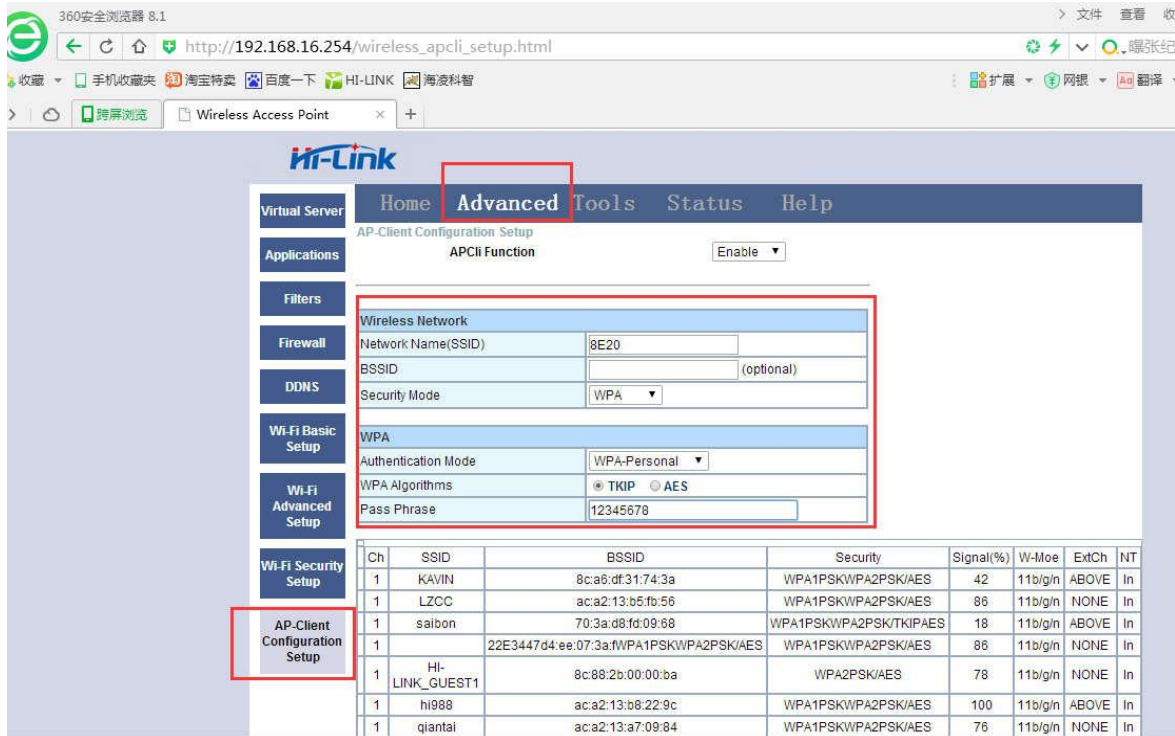 360安全浏览器 8.1
文件 查看 收
http://192.168.16.254/wireless_apcli_setup.html
曝张纪
收藏 手机收藏夹 淘宝特卖 百度一下 HI-LINK 海凌科智
扩展 网银 翻译
跨屏浏览 Wireless Access Point
Hi-Link
Home Advanced Tools Status Help
Virtual Server
Applications
Filters
Firewall
DDNS
Wi-Fi Basic
Setup
Wi-Fi
Advanced
Setup
Wi-Fi Security
Setup
AP-Client
Configuration
Setup
AP-Client Configuration Setup
APCli Function Enable
Wireless Network
Network Name(SSID) 8E20
BSSID (optional)
Security Mode WPA
WPA
Authentication Mode WPA-Personal
WPA Algorithms TKIP AES
Pass Phrase 12345678
Ch SSID BSSID Security Signal(%) W-Moe ExtCh NT
1 KAVIN 8c:a6:df:31:74:3a WPA1PSKWPA2PSK/AES 42 11b/g/n ABOVE In
1 LZCC ac:a2:13:b5:fb:56 WPA1PSKWPA2PSK/AES 86 11b/g/n NONE In
1 saibon 70:3a:d8:fd:09:68 WPA1PSKWPA2PSK/TKIPAES 18 11b/g/n ABOVE In
1 22E3447d4:ee:07:3a:fWPA1PSKWPA2PSK/AES WPA1PSKWPA2PSK/AES 86 11b/g/n NONE In
1 HI-LINK_GUEST1 8c:88:2b:00:00:ba WPA2PSK/AES 78 11b/g/n NONE In
1 hi988 ac:a2:13:b8:22:9c WPA1PSKWPA2PSK/AES 100 11b/g/n ABOVE In
1 qiantai ac:a2:13:a7:09:84 WPA1PSKWPA2PSK/AES 76 11b/g/n NONE In